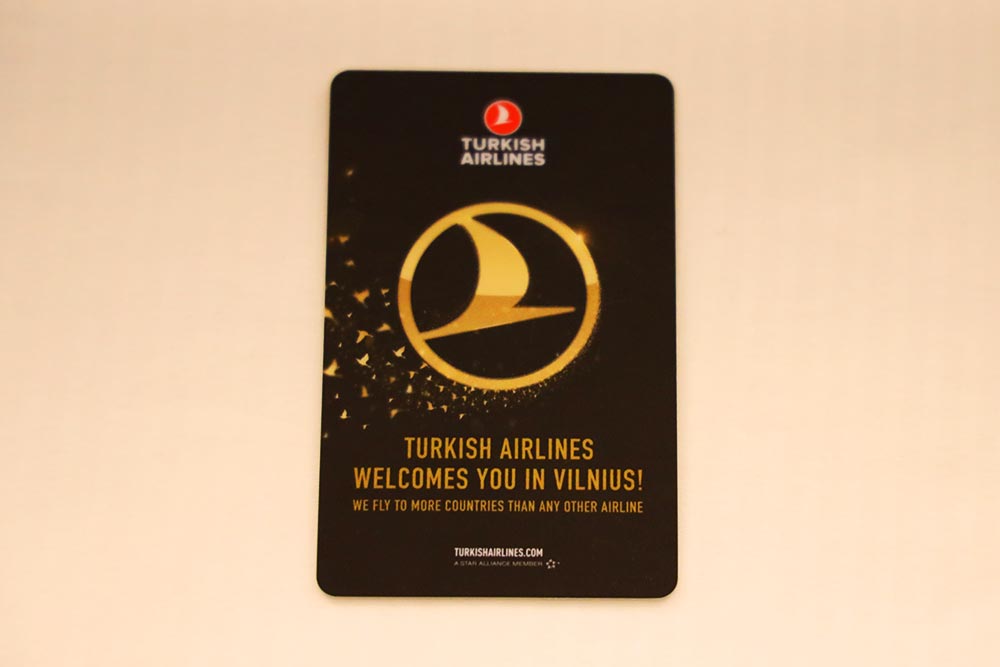 TURKISH
AIRLINES
TURKISH AIRLINES
WELCOMES YOU IN VILNIUS!
WE FLY TO MORE COUNTRIES THAN ANY OTHER AIRLINE
TURKISHAIRLINES.COM
A STAR ALLIANCE MEMBER